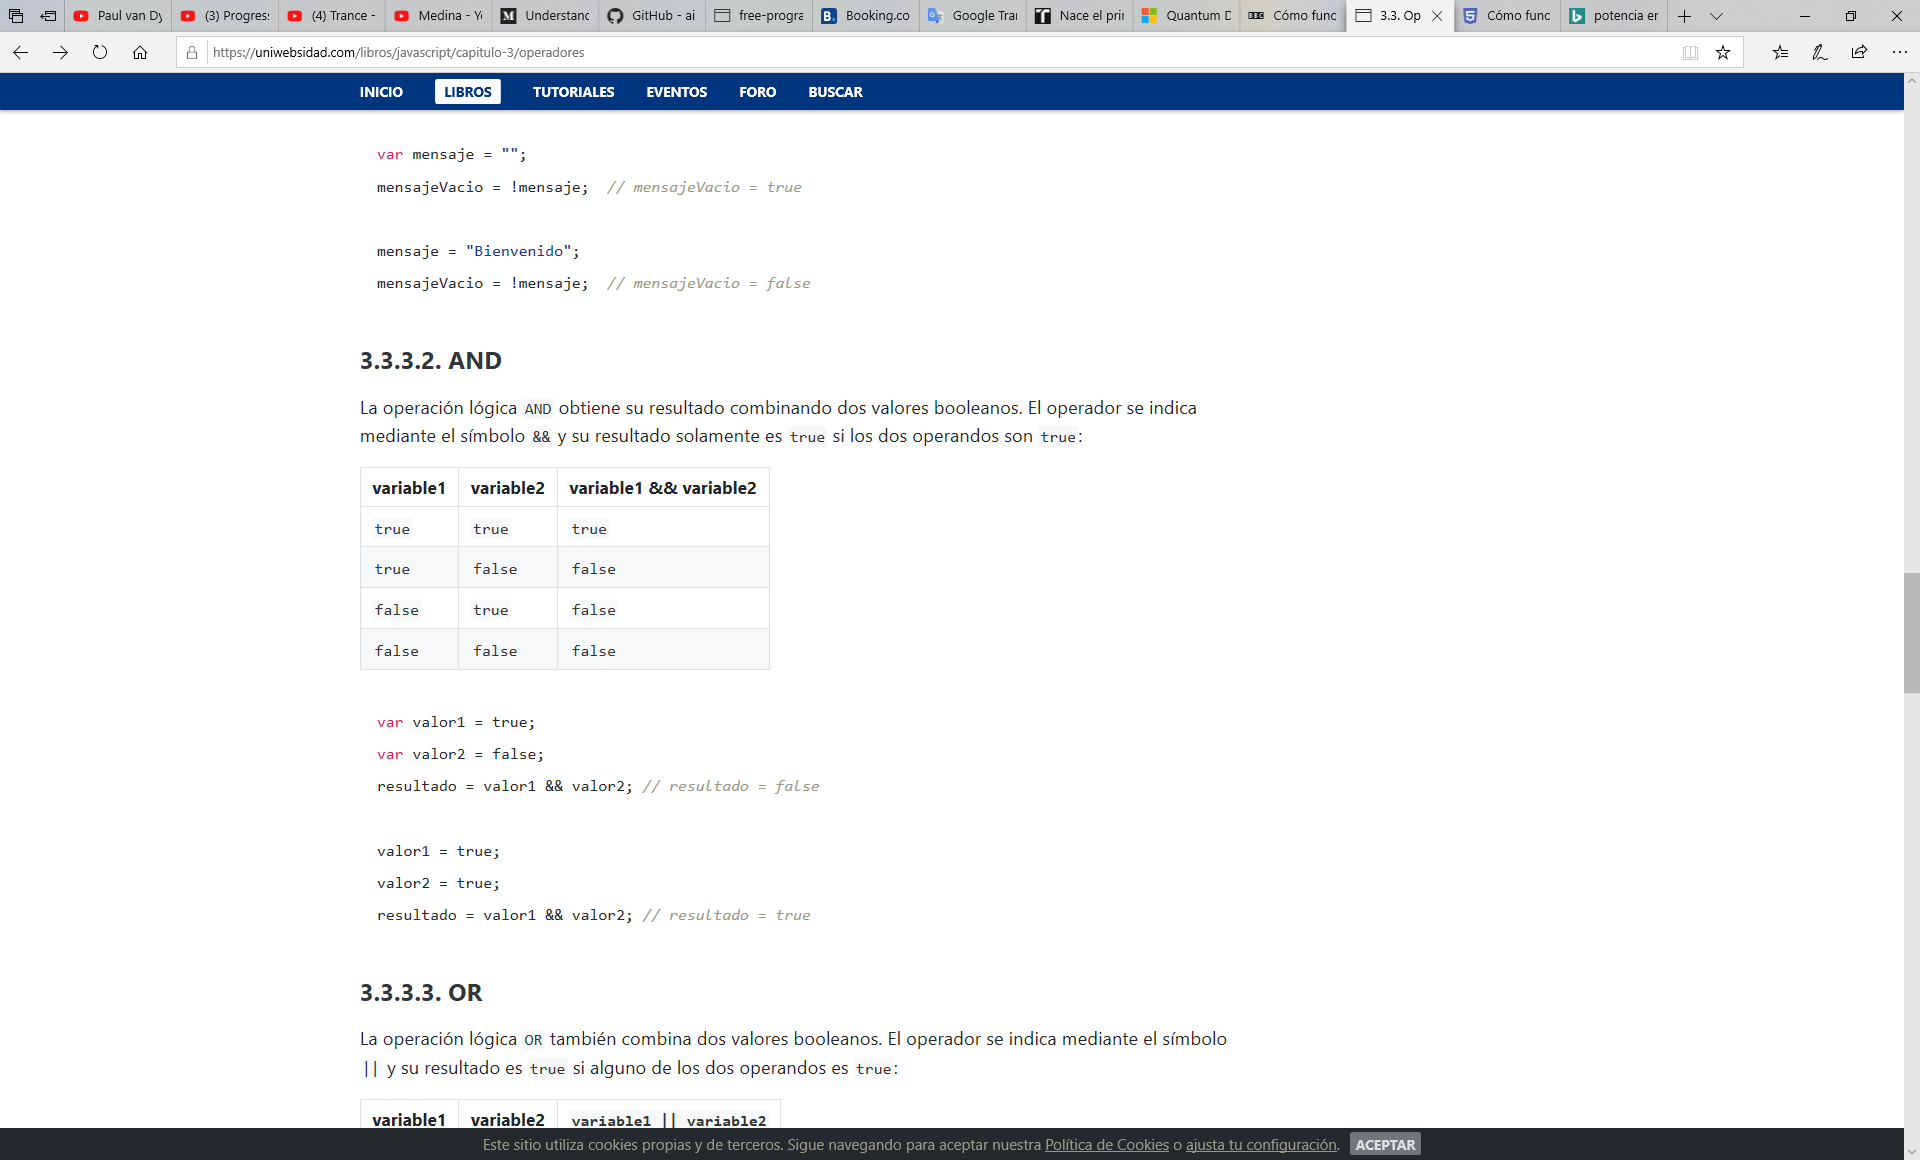 Paul van Dy
(3) Progres
(4) Trance -
Medina - Y
Understanc
GitHub - ai
free-progra
Booking.co
Google Tra
Nace el prir
Quantum D
Cómo func
3.3. Op
Cómo func
potencia er
https://uniwebsidad.com/libros/javascript/capitulo-3/operadores
INICIO LIBROS TUTORIALES EVENTOS FORO BUSCAR
var mensaje = "";
mensajeVacio = !mensaje;  // mensajeVacio = true
mensaje = "Bienvenido";
mensajeVacio = !mensaje;  // mensajeVacio = false
3.3.3.2. AND
La operación lógica AND obtiene su resultado combinando dos valores booleanos. El operador se indica
mediante el símbolo && y su resultado solamente es true si los dos operandos son true:
variable1 variable2 variable1 && variable2
true true true
true false false
false true false
false false false
var valor1 = true;
var valor2 = false;
resultado = valor1 && valor2; // resultado = false
valor1 = true;
valor2 = true;
resultado = valor1 && valor2; // resultado = true
3.3.3.3. OR
La operación lógica OR también combina dos valores booleanos. El operador se indica mediante el símbolo
|| y su resultado es true si alguno de los dos operandos es true:
variable1 variable2 variable1 || variable2
Este sitio utiliza cookies propias y de terceros. Sigue navegando para aceptar nuestra Política de Cookies o ajusta tu configuración. ACEPTAR